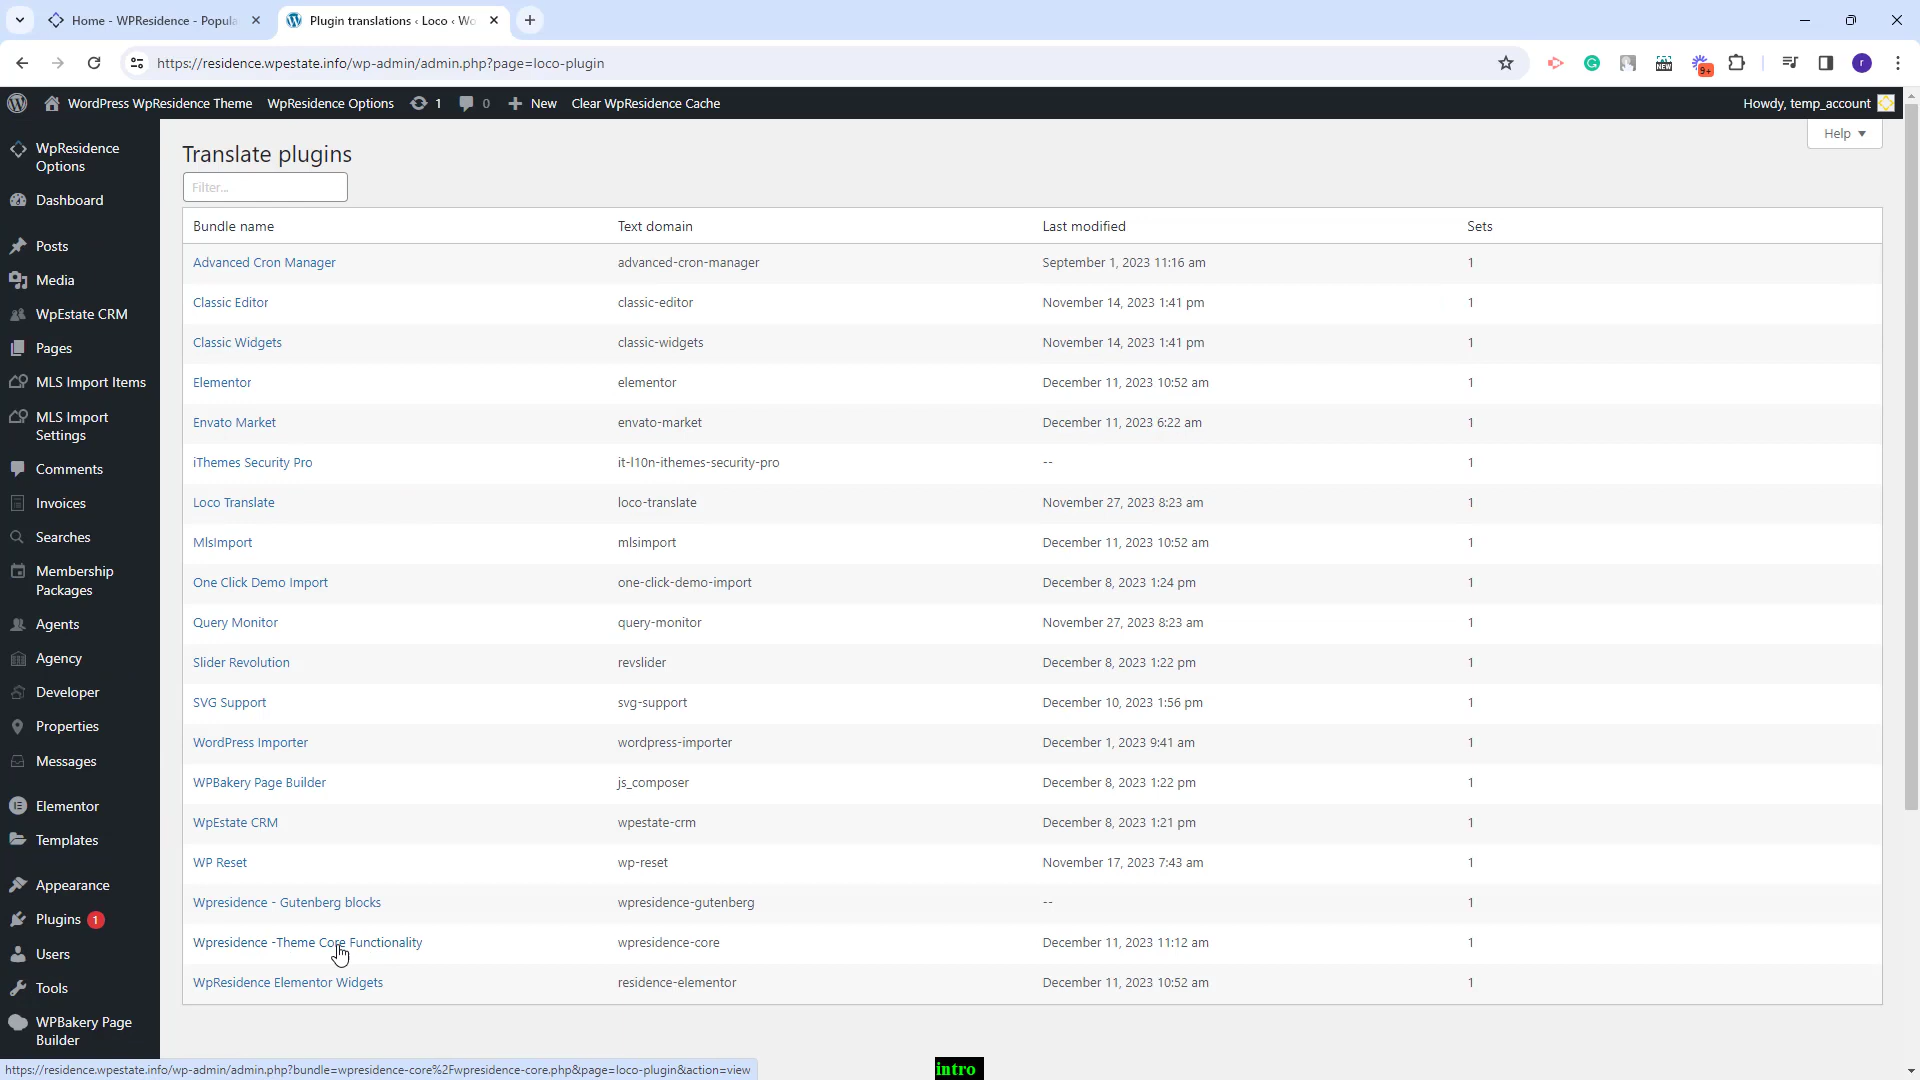 Home - WPResidence - Popula
Plugin translations ‹ Loco ‹ Wo
https://residence.wpestate.info/wp-admin/admin.php?page=loco-plugin
NEW
9+
r
WordPress WpResidence Theme
WpResidence Options
1
0
New
Clear WpResidence Cache
Howdy, temp_account
WpResidence
Options
Dashboard
Posts
Media
WpEstate CRM
Pages
MLS Import Items
MLS Import
Settings
Comments
Invoices
Searches
Membership
Packages
Agents
Agency
Developer
Properties
Messages
Elementor
Templates
Appearance
Plugins 1
Users
Tools
WPBakery Page
Builder
Help
Translate plugins
Filter...
Bundle name Text domain Last modified Sets
Advanced Cron Manager advanced-cron-manager September 1, 2023 11:16 am 1
Classic Editor classic-editor November 14, 2023 1:41 pm 1
Classic Widgets classic-widgets November 14, 2023 1:41 pm 1
Elementor elementor December 11, 2023 10:52 am 1
Envato Market envato-market December 11, 2023 6:22 am 1
iThemes Security Pro it-l10n-ithemes-security-pro -- 1
Loco Translate loco-translate November 27, 2023 8:23 am 1
MlsImport mlsimport December 11, 2023 10:52 am 1
One Click Demo Import one-click-demo-import December 8, 2023 1:24 pm 1
Query Monitor query-monitor November 27, 2023 8:23 am 1
Slider Revolution revslider December 8, 2023 1:22 pm 1
SVG Support svg-support December 10, 2023 1:56 pm 1
WordPress Importer wordpress-importer December 1, 2023 9:41 am 1
WPBakery Page Builder js_composer December 8, 2023 1:22 pm 1
WpEstate CRM wpestate-crm December 8, 2023 1:21 pm 1
WP Reset wp-reset November 17, 2023 7:43 am 1
Wpresidence - Gutenberg blocks wpresidence-gutenberg -- 1
Wpresidence -Theme Core Functionality wpresidence-core December 11, 2023 11:12 am 1
WpResidence Elementor Widgets residence-elementor December 11, 2023 10:52 am 1
https://residence.wpestate.info/wp-admin/admin.php?bundle=wpresidence-core%2Fwpresidence-core.php&page=loco-plugin&action=view
intro